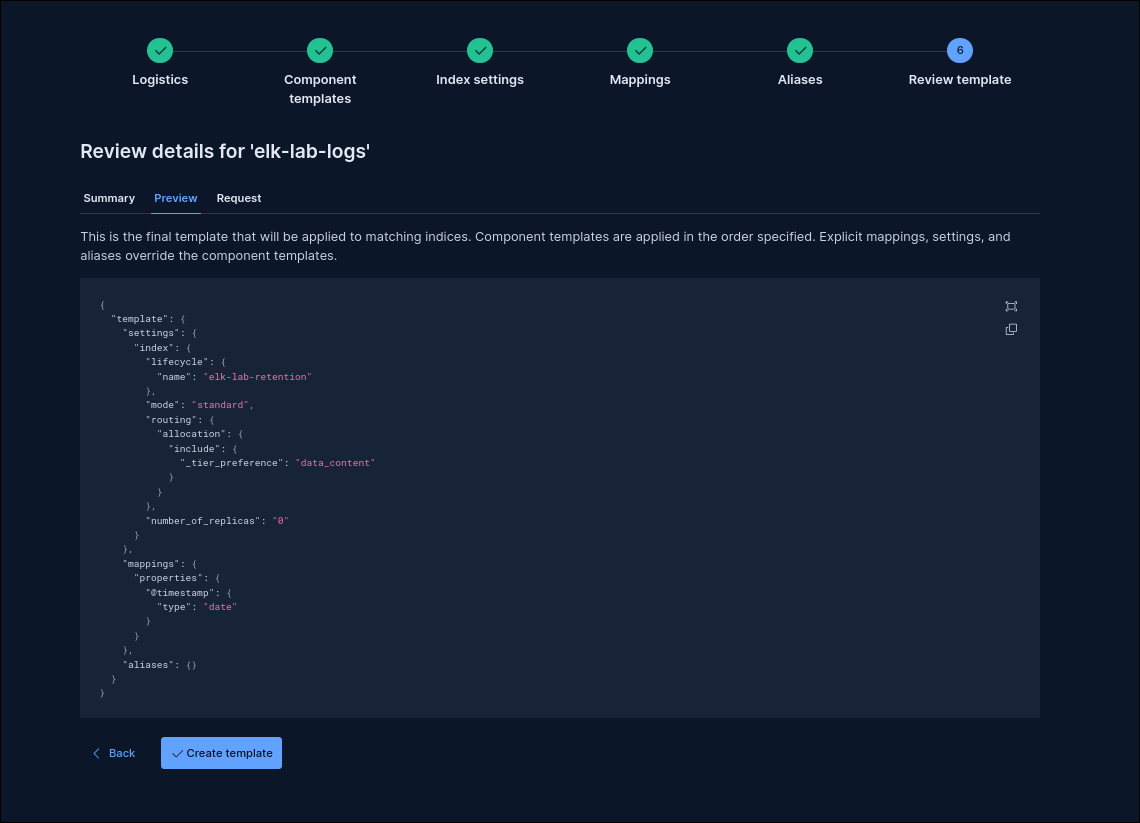 6
Logistics
Component
templates
Index settings
Mappings
Aliases
Review template
Review details for 'elk-lab-logs'
Summary
Preview
Request
This is the final template that will be applied to matching indices. Component templates are applied in the order specified. Explicit mappings, settings, and
aliases override the component templates.
{
  "template": {
    "settings": {
      "index": {
        "lifecycle": {
          "name": "elk-lab-retention"
        },
        "mode": "standard",
        "routing": {
          "allocation": {
            "include": {
              "_tier_preference": "data_content"
            }
          }
        },
        "number_of_replicas": "0"
      }
    },
    "mappings": {
      "properties": {
        "@timestamp": {
          "type": "date"
        }
      }
    },
    "aliases": {}
  }
}
Back
Create template